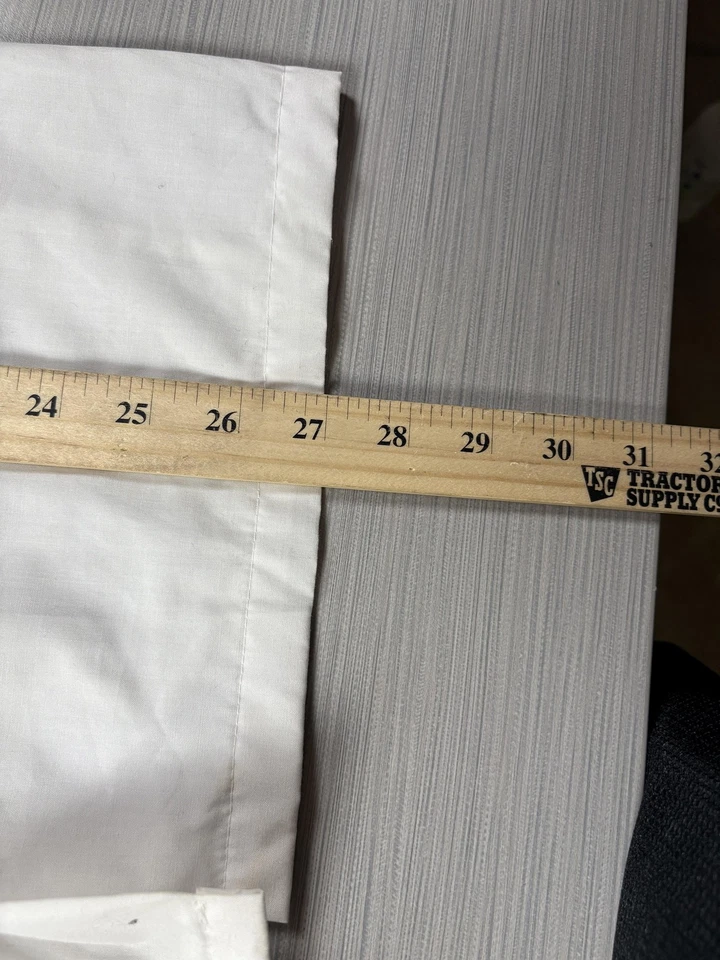 24 25 26 27 28 29 30 31 32
TSC TRACTOR
SUPPLY CO